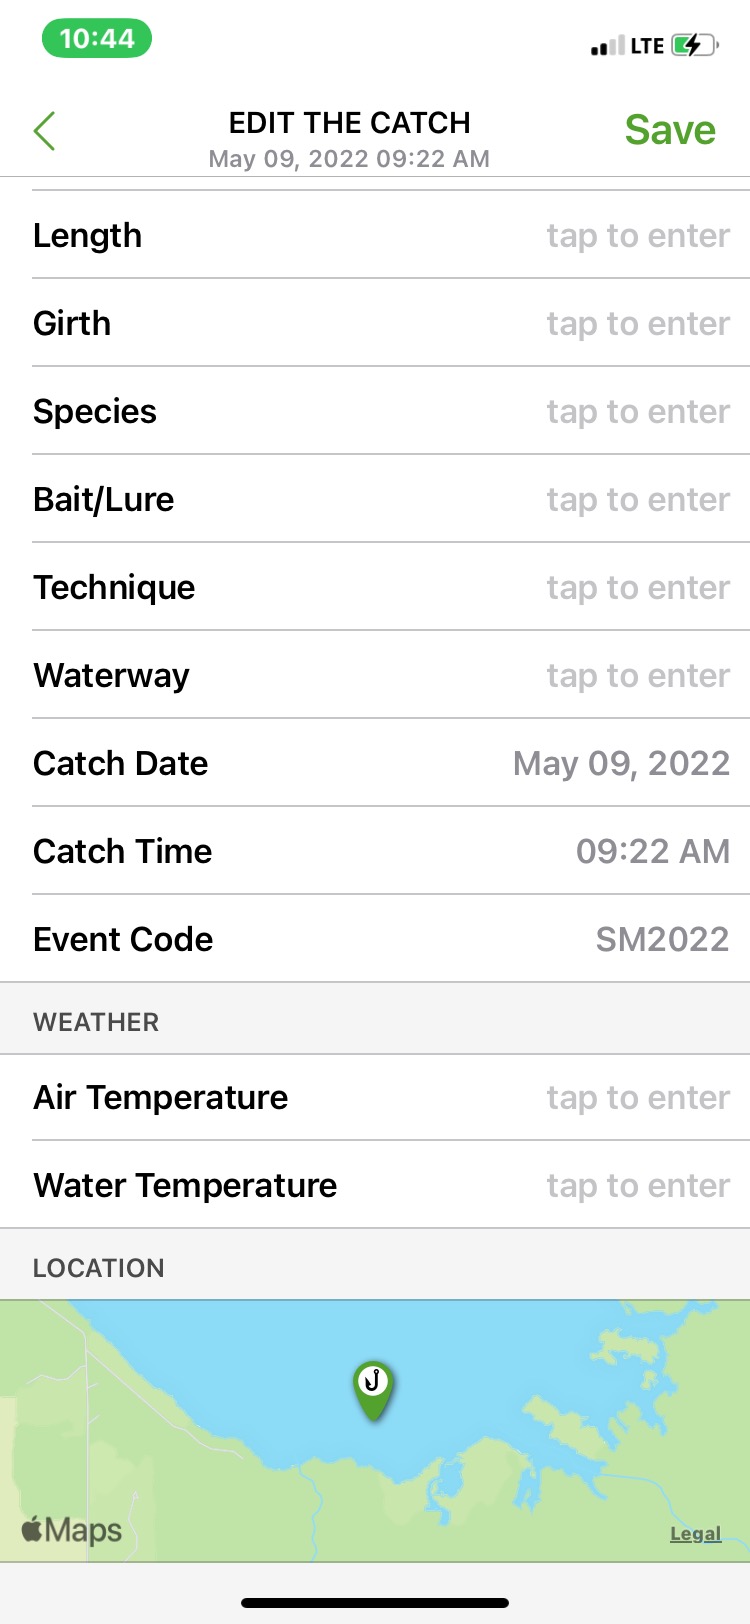 10:44
LTE
EDIT THE CATCH
Save
May 09, 2022 09:22 AM
Length tap to enter
Girth tap to enter
Species tap to enter
Bait/Lure tap to enter
Technique tap to enter
Waterway tap to enter
Catch Date May 09, 2022
Catch Time 09:22 AM
Event Code SM2022
WEATHER
Air Temperature tap to enter
Water Temperature tap to enter
LOCATION
Maps
Legal